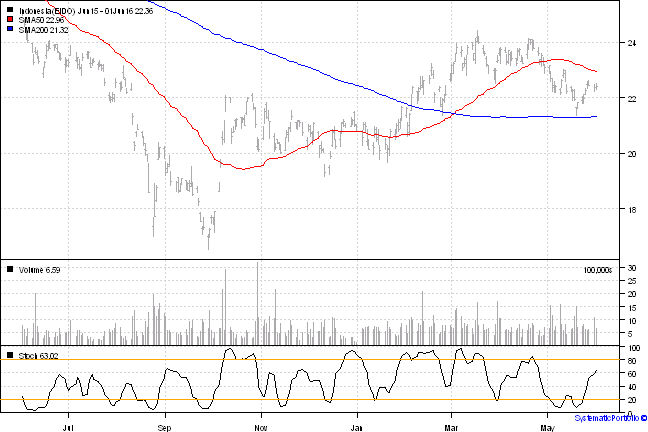 Indonesia(EIDO) Jun 15 - 01Jun16 22.36
SMA50 22.96
SMA200 21.32
24
22
20
18
Volume 6.59
100,000s
30
25
20
15
10
5
Stoch 63.02
100
80
60
40
20
0
Jul Sep Nov Jan Mar May
SystematicPortfolio ©